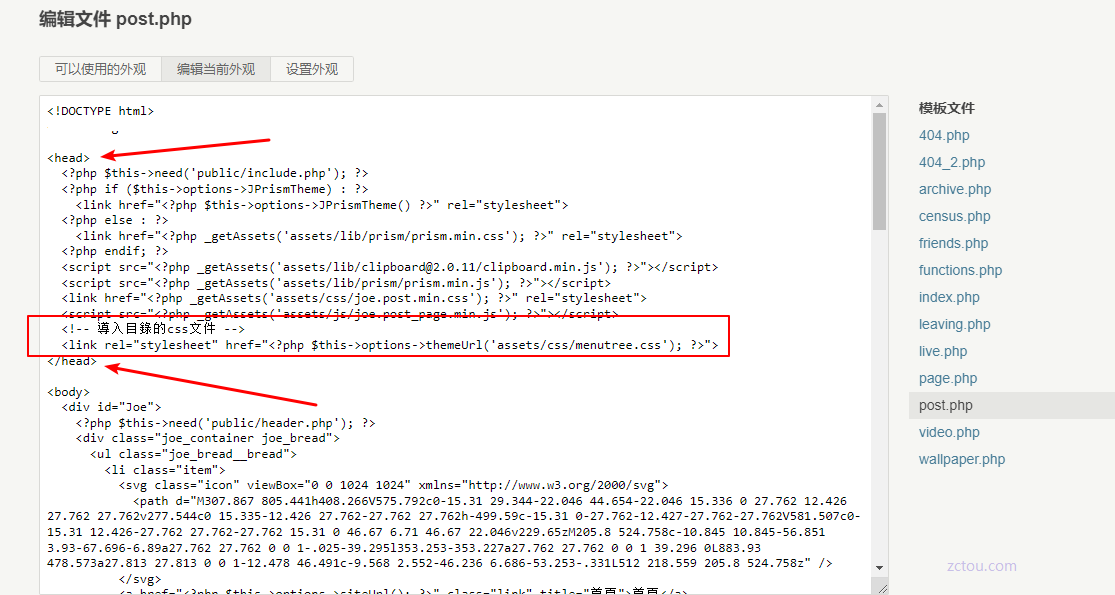 编辑文件 post.php
可以使用的外观 编辑当前外观 设置外观
<!DOCTYPE html>
<head>
<?php $this->need('public/include.php'); ?>
<?php if ($this->options->JPrismTheme) : ?>
<link href="<?php $this->options->JPrismTheme() ?>" rel="stylesheet">
<?php else : ?>
<link href="<?php _getAssets('assets/lib/prism/prism.min.css'); ?>" rel="stylesheet">
<?php endif; ?>
<script src="<?php _getAssets('assets/lib/clipboard@2.0.11/clipboard.min.js'); ?>"></script>
<script src="<?php _getAssets('assets/lib/prism/prism.min.js'); ?>"></script>
<link href="<?php _getAssets('assets/css/joe.post.min.css'); ?>" rel="stylesheet">
<script src="<?php _getAssets('assets/js/joe.post_page.min.js'); ?>"></script>
<!-- 導入目錄的css文件 -->
<link rel="stylesheet" href="<?php $this->options->themeUrl('assets/css/menutree.css'); ?>">
</head>
<body>
<div id="Joe">
<?php $this->need('public/header.php'); ?>
<div class="joe_container joe_bread">
<ul class="joe_bread__bread">
<li class="item">
<svg class="icon" viewBox="0 0 1024 1024" xmlns="http://www.w3.org/2000/svg">
<path d="M307.867 805.441h408.266V575.792c0-15.31 29.344-22.046 44.654-22.046 15.336 0 27.762 12.426
27.762 27.762v277.544c0 15.335-12.426 27.762-27.762 27.762h-499.59c-15.31 0-27.762-12.427-27.762-27.762V581.507c0-
15.31 12.426-27.762 27.762-27.762 15.31 0 46.67 6.71 46.67 22.046v229.65zM205.8 524.758c-10.845 10.845-56.851
3.93-67.696-6.89a27.762 27.762 0 0 1-.025-39.295l353.253-353.227a27.762 27.762 0 0 1 39.296 0L883.93
478.573a27.813 27.813 0 0 1-12.478 46.491c-9.568 2.552-46.236 6.686-53.253-.331L512 218.559 205.8 524.758z" />
</svg>
<a href="<?php $this->options->siteUrl(); ?>" class="link" title="首頁">首頁</a>
模板文件
404.php
404_2.php
archive.php
census.php
friends.php
functions.php
index.php
leaving.php
live.php
page.php
post.php
video.php
wallpaper.php
zctou.com